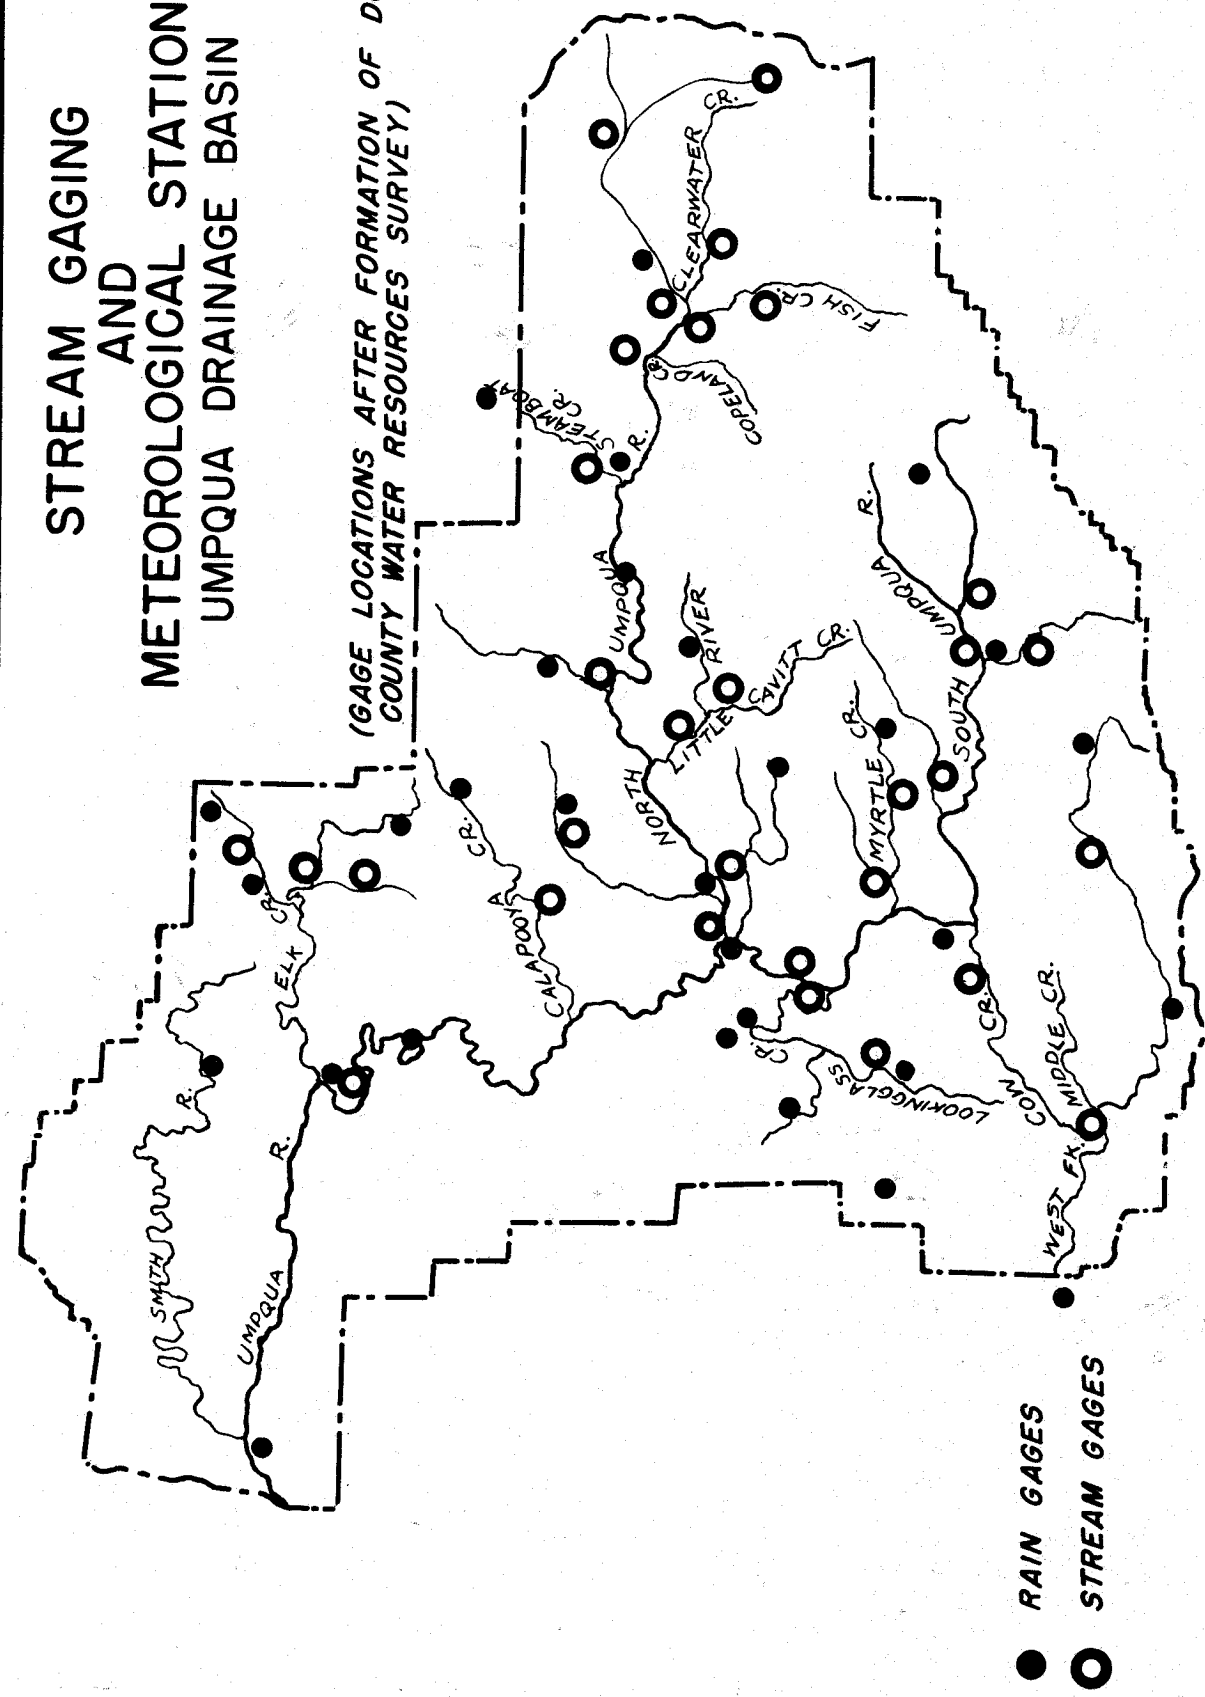 STREAM GAGING
AND
METEOROLOGICAL STATION
UMPQUA DRAINAGE BASIN
(GAGE LOCATIONS AFTER FORMATION OF
COUNTY WATER RESOURCES SURVEY)
SMITH R.
UMPQUA R.
ELK CR.
CALAPOOYA CR.
NORTH UMPQUA R.
STEAMBOAT CR.
CLEARWATER CR.
FISH CR.
COPELAND CR.
LITTLE RIVER
CAVITT CR.
MYRTLE CR.
SOUTH UMPQUA R.
LOOKINGGLASS CR.
COW CR.
MIDDLE CR.
WEST FK.
RAIN GAGES
STREAM GAGES